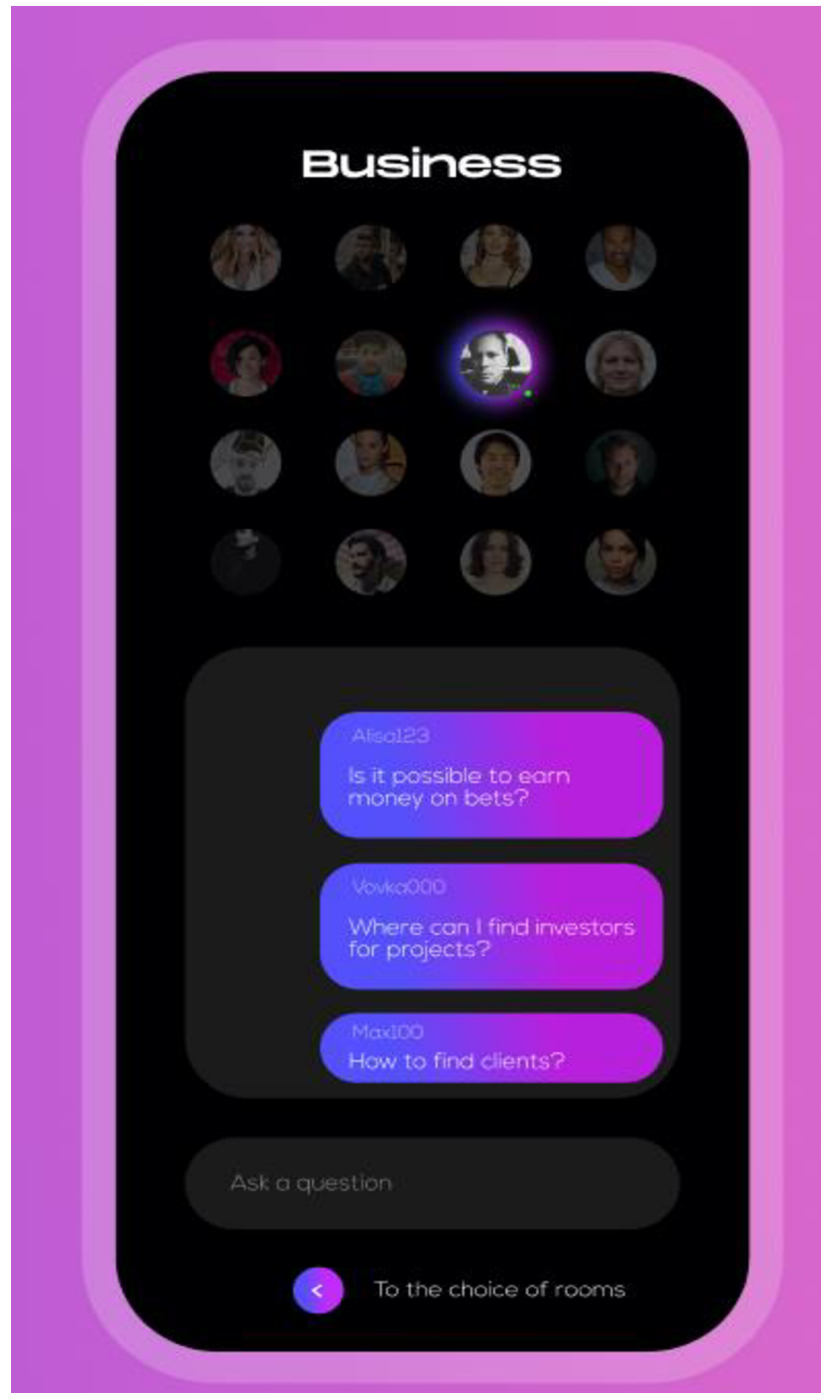 Business
Alisa123
Is it possible to earn
money on bets?
Vovka000
Where can I find investors
for projects?
Max100
How to find clients?
Ask a question
< To the choice of rooms